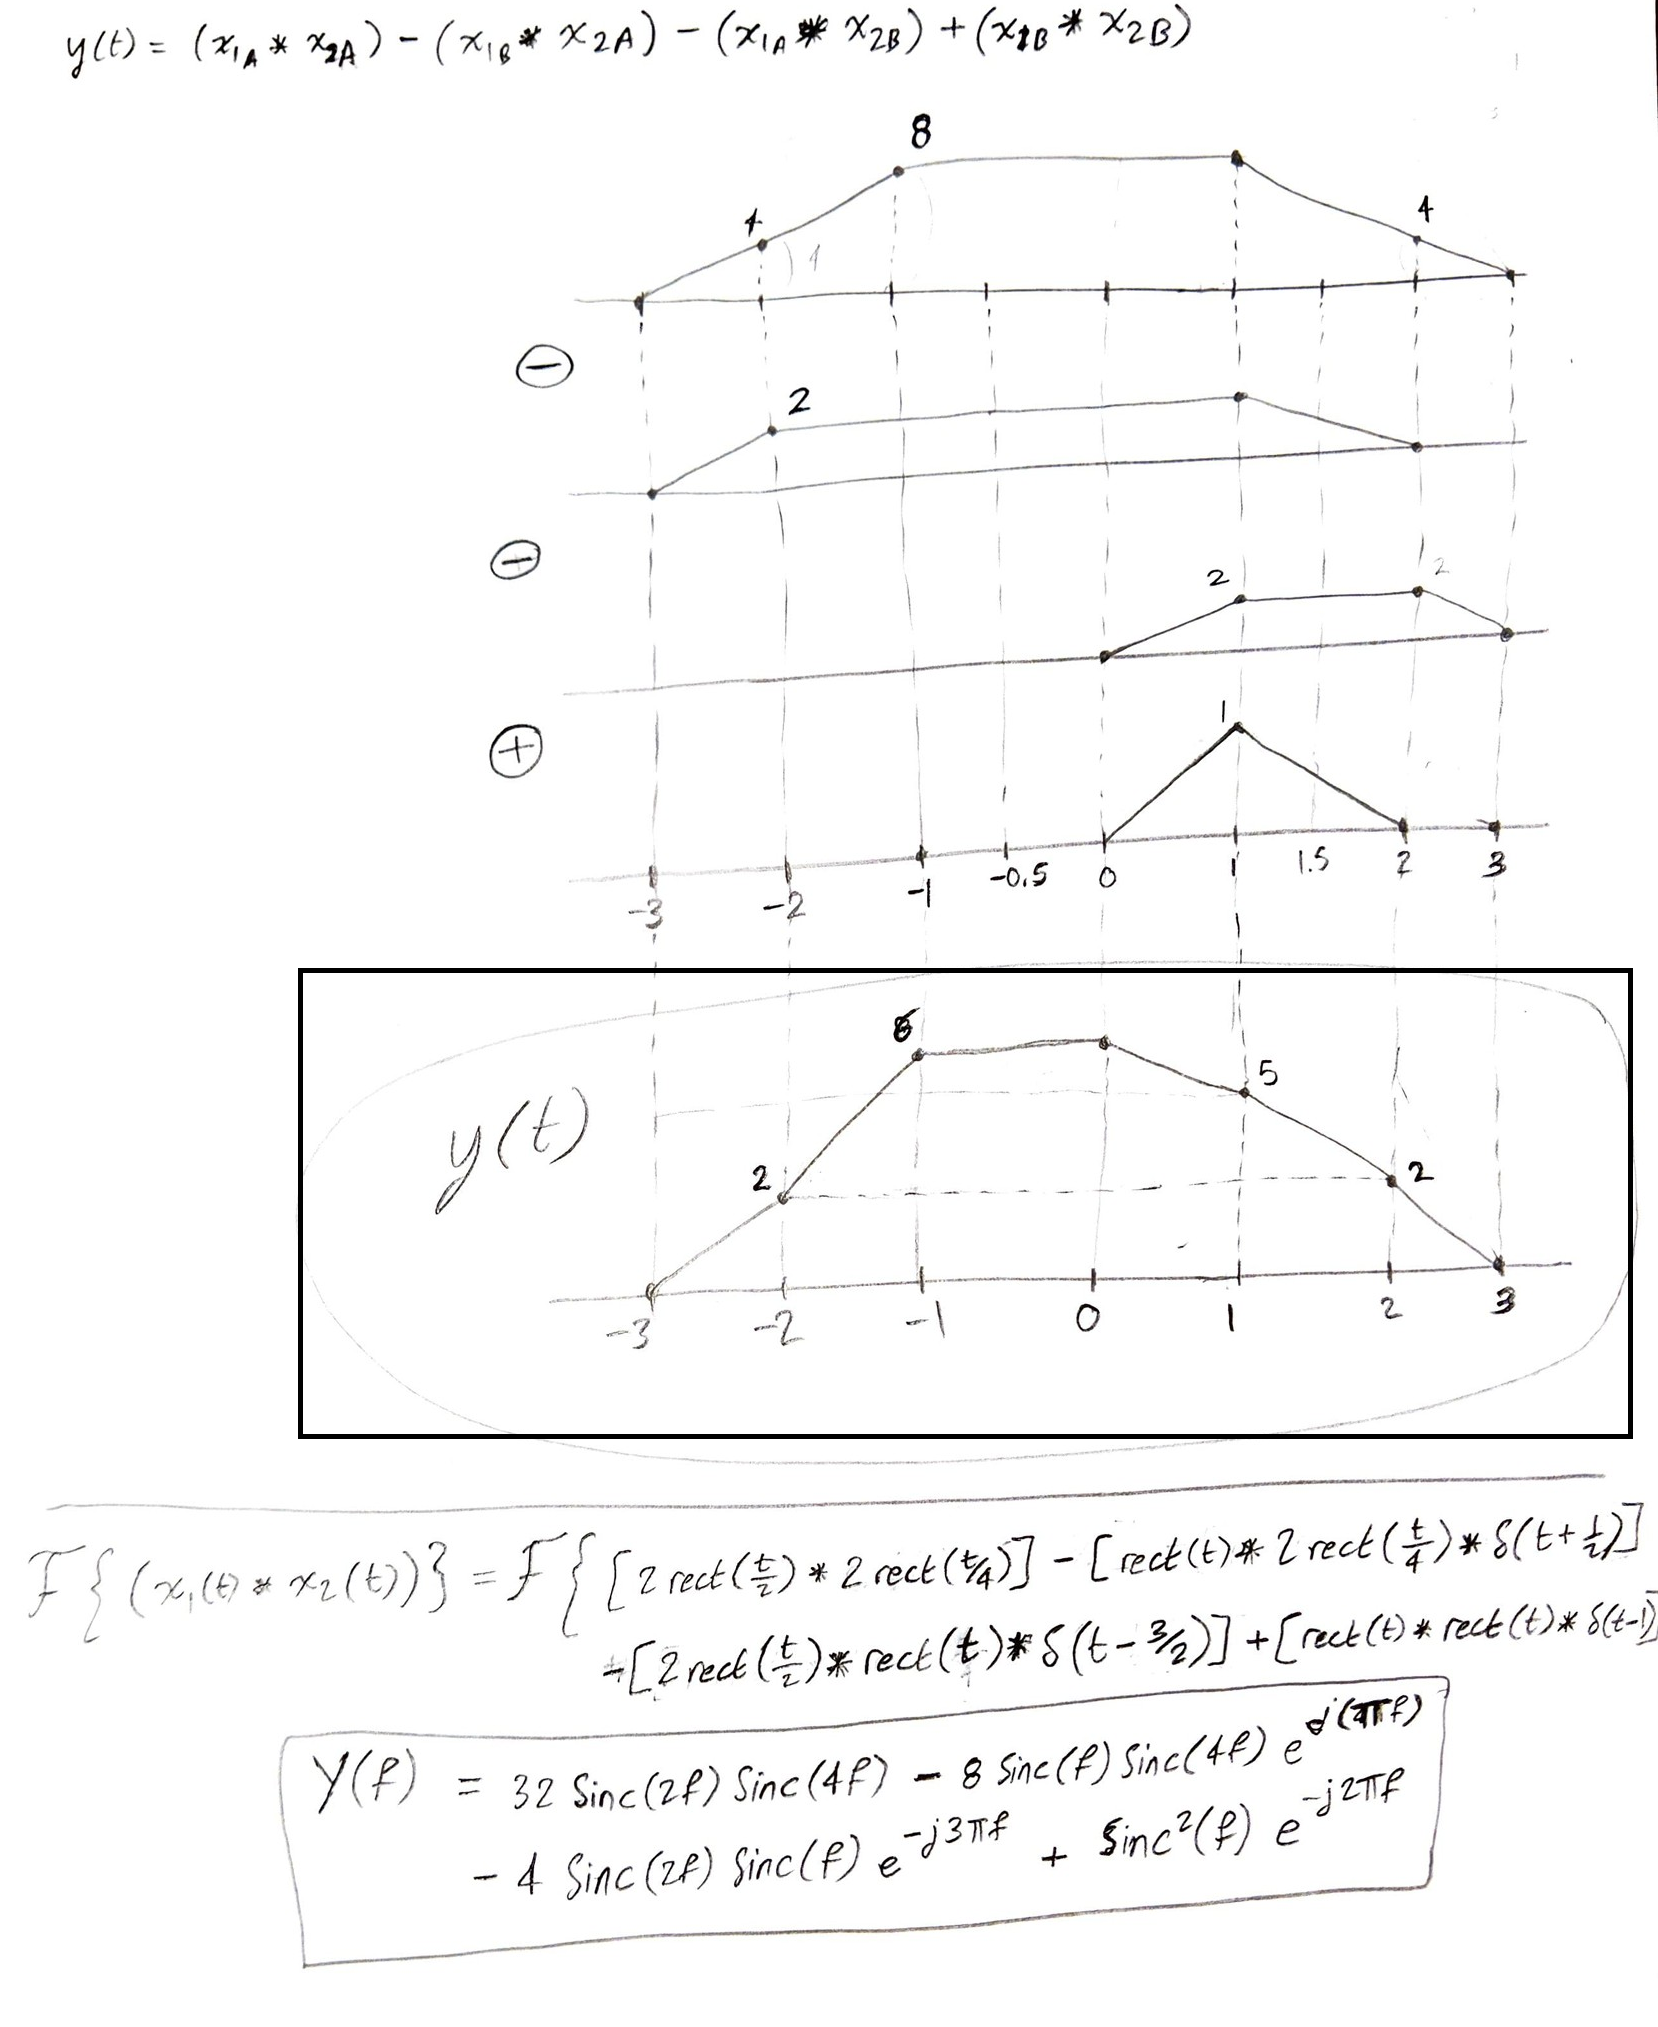 y(t) = (x₁A * x₂A) - (x₁B * x₂A) - (x₁A * x₂B) + (x₁B * x₂B)
8
4
4
1
⊖
2
⊖
2
2
⊕
1
-3 -2 -1 -0.5 0 1 1.5 2 3
y(t)
2
5
2
-3 -2 -1 0 1 2 3
F{(x₁(t) * x₂(t))} = F{[2 rect(t/2) * 2 rect(t/4)] - [rect(t) * 2 rect(t/4) * δ(t+1/2)]
-[2 rect(t/2) * rect(t) * δ(t-3/2)] + [rect(t) * rect(t) * δ(t-1)]
Y(f) = 32 Sinc(2f) Sinc(4f) - 8 Sinc(f) Sinc(4f) e^j(πf)
- 4 Sinc(2f) Sinc(f) e^-j3πf + Sinc²(f) e^-j2πf